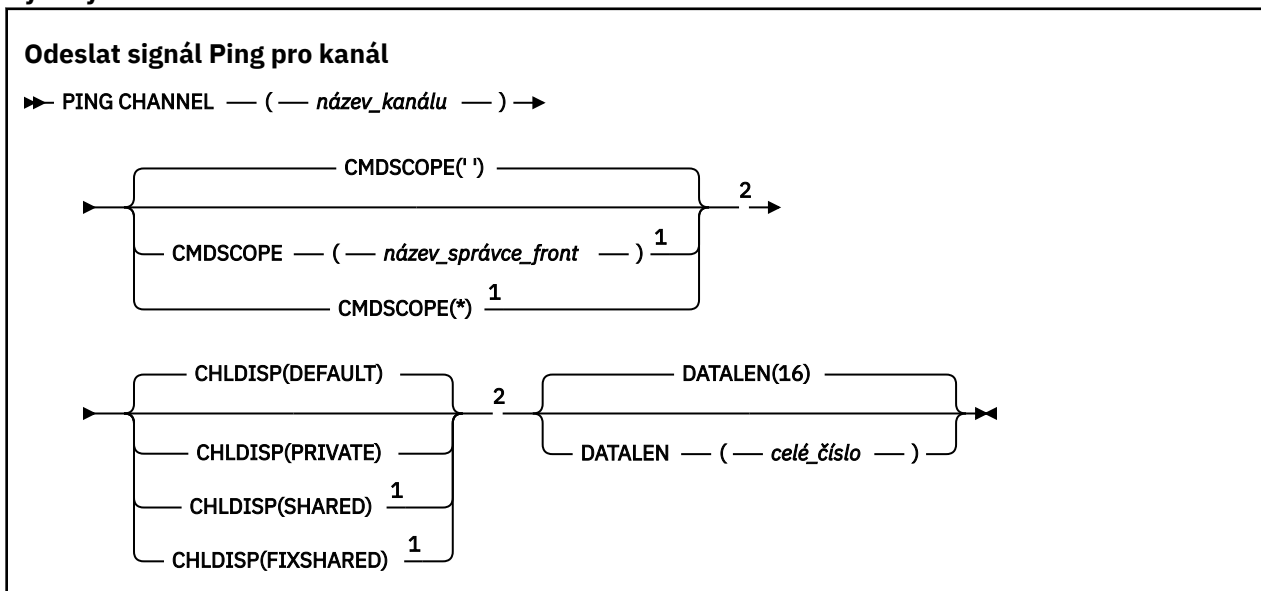 Odeslat signál Ping pro kanál
PING CHANNEL ( název_kanálu )
CMDSCOPE(' ')
2
CMDSCOPE ( název_správce_front ) 1
CMDSCOPE(*) 1
CHLDISP(DEFAULT)
2
CHLDISP(PRIVATE)
CHLDISP(SHARED) 1
CHLDISP(FIXSHARED) 1
DATALEN(16)
DATALEN ( celé_číslo )